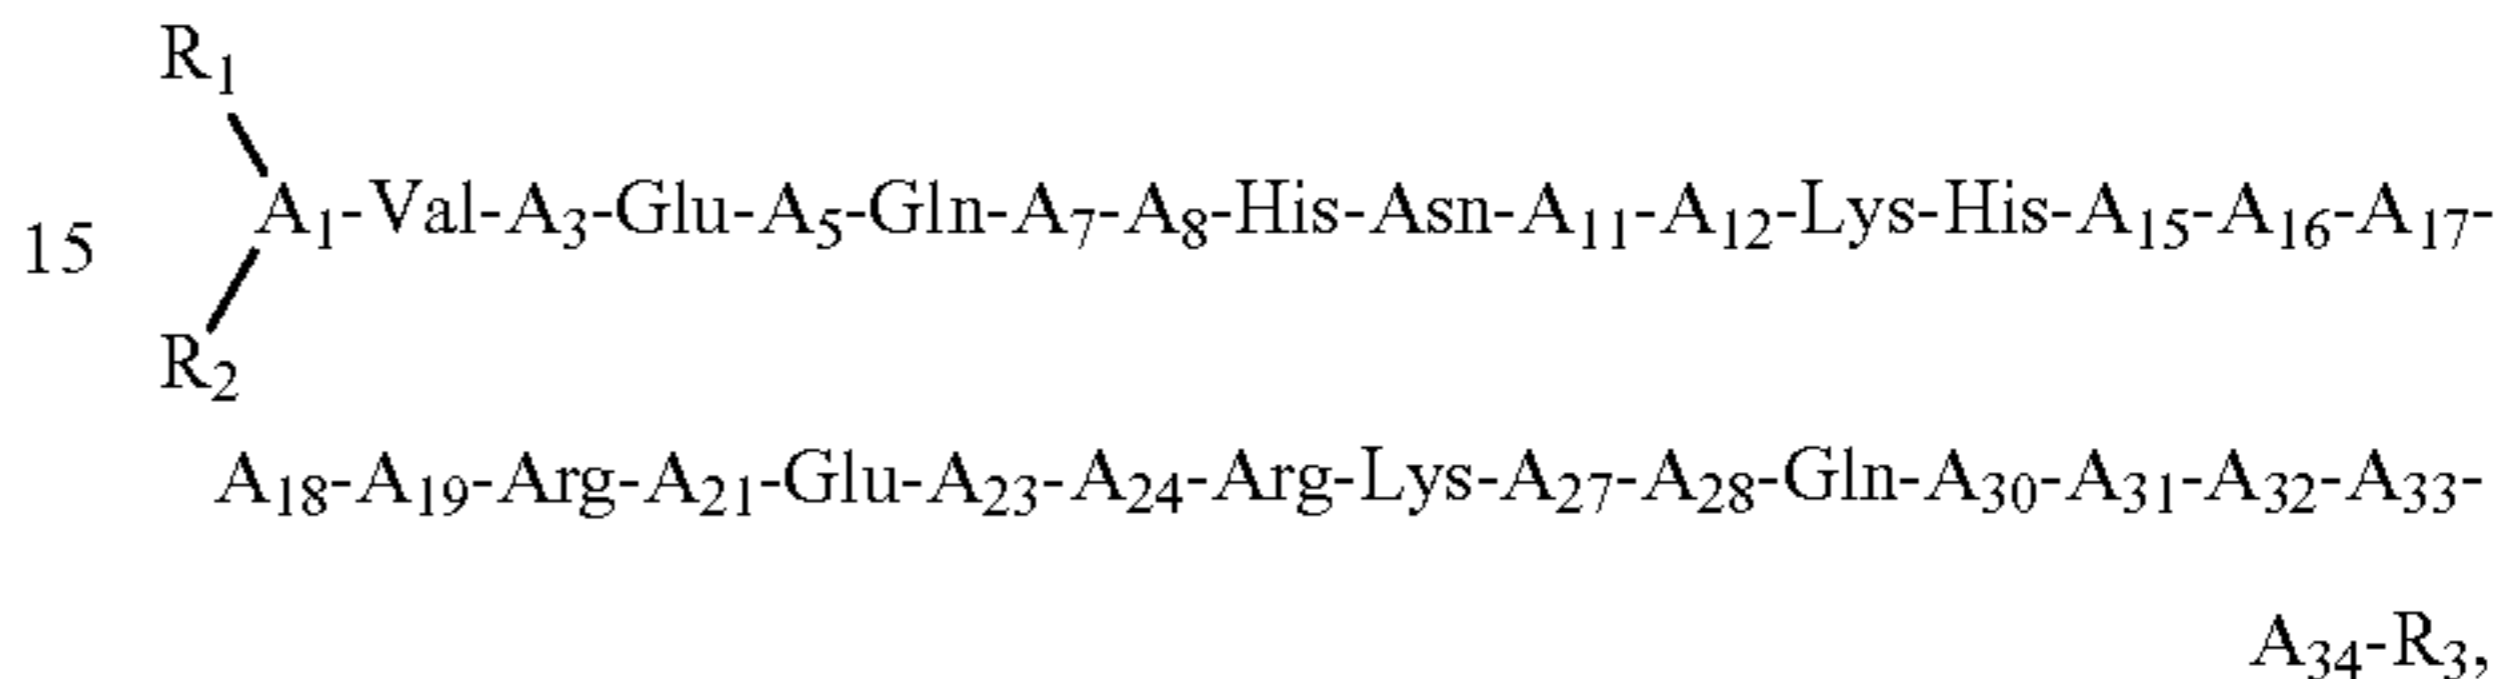 R₁
15 A₁-Val-A₃-Glu-A₅-Gln-A₇-A₈-His-Asn-A₁₁-A₁₂-Lys-His-A₁₅-A₁₆-A₁₇-
R₂
A₁₈-A₁₉-Arg-A₂₁-Glu-A₂₃-A₂₄-Arg-Lys-A₂₇-A₂₈-Gln-A₃₀-A₃₁-A₃₂-A₃₃-
A₃₄-R₃,